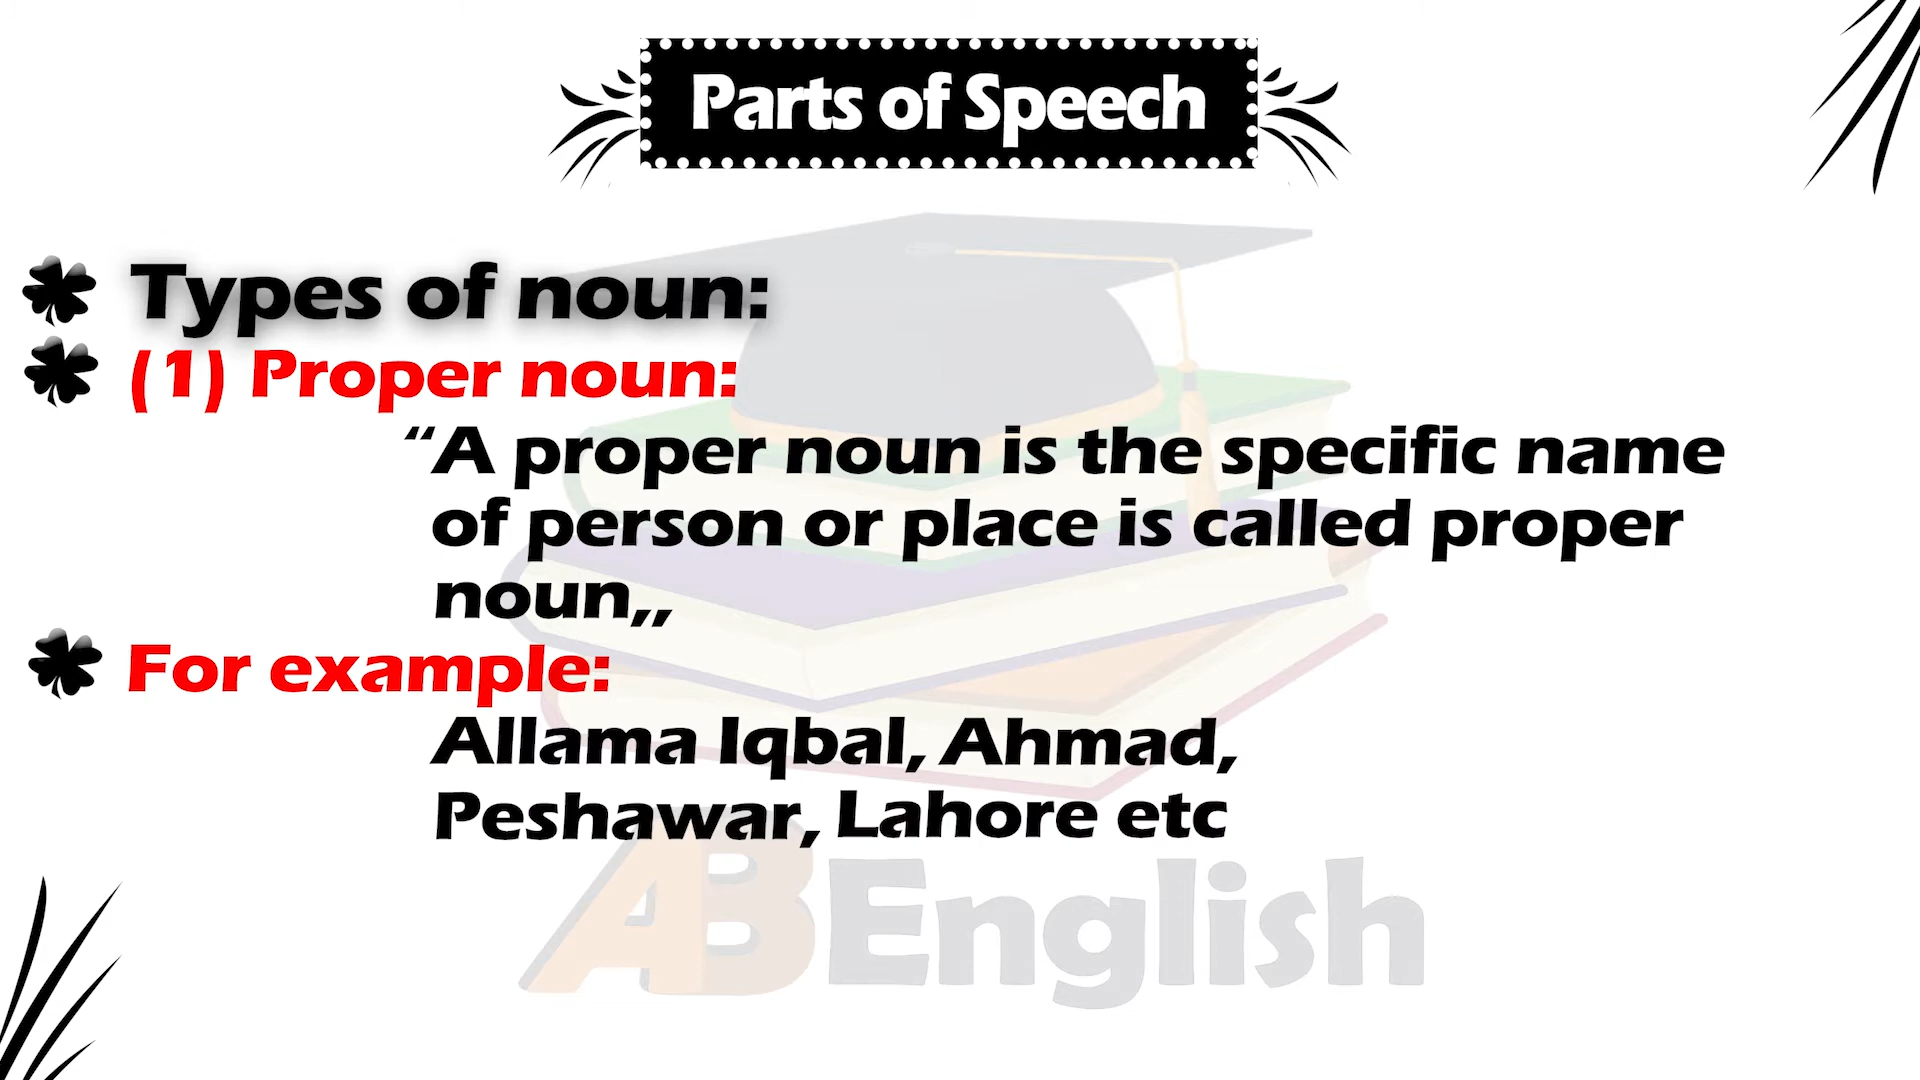 Parts of Speech
Types of noun:
(1) Proper noun:
“A proper noun is the specific name
of person or place is called proper
noun,,
For example:
Allama Iqbal, Ahmad,
Peshawar, Lahore etc
ABEnglish